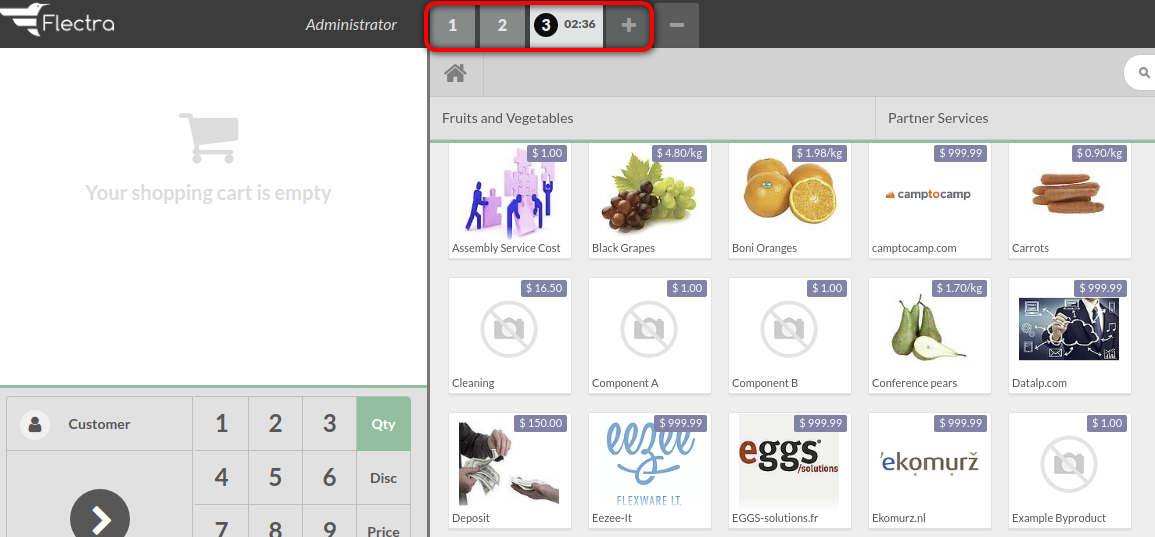 Flectra
Administrator
1 2 3 02:36 + −
Fruits and Vegetables Partner Services
$ 1.00 $ 4.80/kg $ 1.98/kg $ 999.99 $ 0.90/kg
camptocamp
Your shopping cart is empty
Assembly Service Cost Black Grapes Boni Oranges camptocamp.com Carrots
$ 16.50 $ 1.00 $ 1.00 $ 1.70/kg $ 999.99
Cleaning Component A Component B Conference pears Datalp.com
$ 150.00 $ 999.99 $ 999.99 $ 999.99 $ 1.00
eezee
FLEXWARE I.T.
eggs
/solutions
ekomurž
Deposit Eezee-It EGGS-solutions.fr Ekomurz.nl Example Byproduct
Customer
1 2 3 Qty
4 5 6 Disc
7 8 9 Price